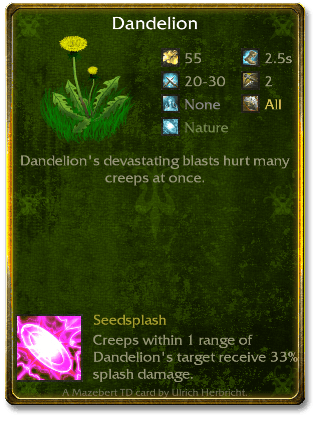 Dandelion
55 2.5s
20-30 2
None All
Nature
Dandelion's devastating blasts hurt many
creeps at once.
Seedsplash
Creeps within 1 range of
Dandelion's target receive 33%
splash damage.
A Mazebert TD card by Ulrich Herbricht.